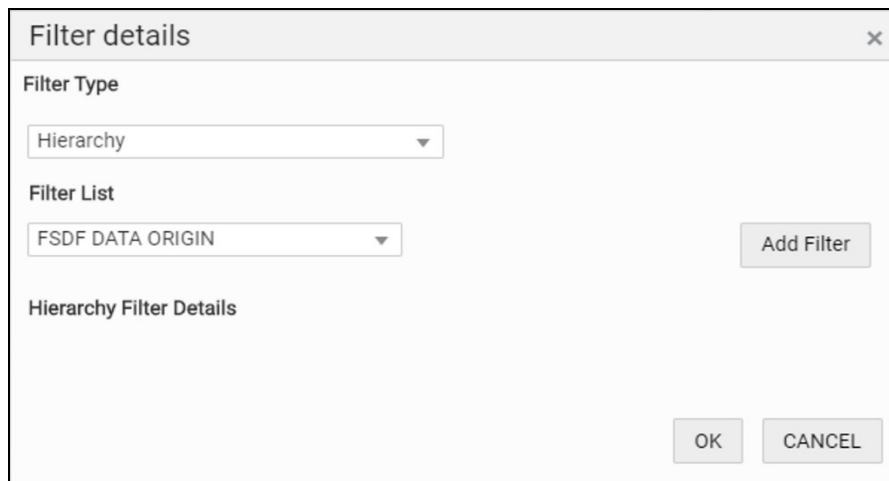 Filter details ×
Filter Type
Hierarchy
Filter List
FSDF DATA ORIGIN
Add Filter
Hierarchy Filter Details
OK CANCEL